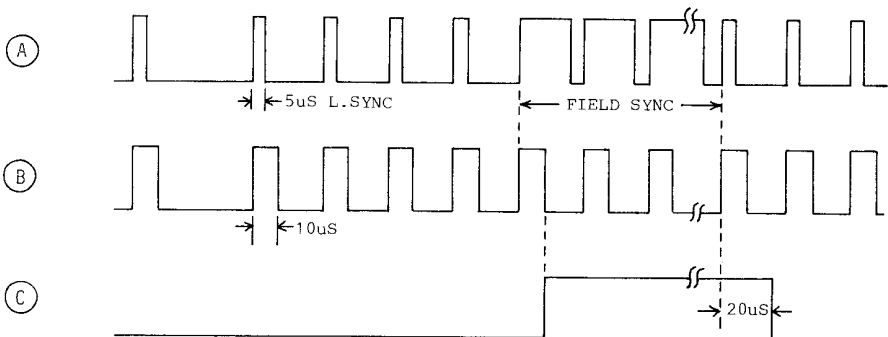 A
5uS L.SYNC
FIELD SYNC
B
10uS
C
20uS